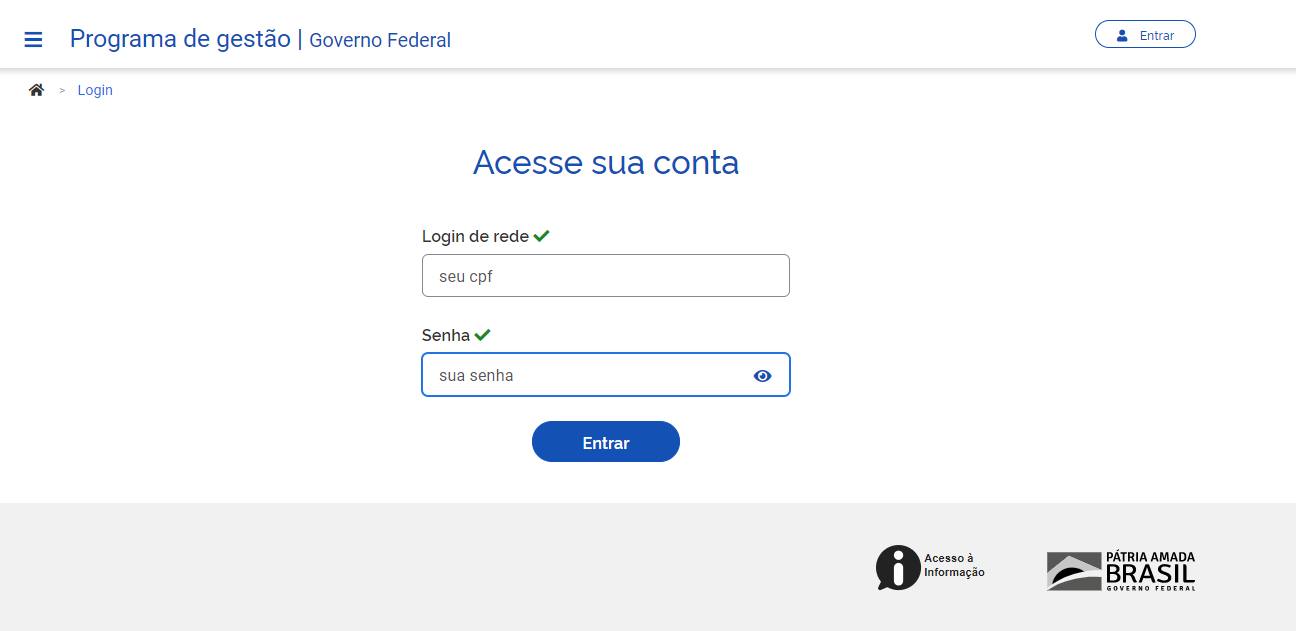 Programa de gestão | Governo Federal
Entrar
> Login
Acesse sua conta
Login de rede
seu cpf
Senha
sua senha
Entrar
Acesso à
Informação
PÁTRIA AMADA
BRASIL
GOVERNO FEDERAL